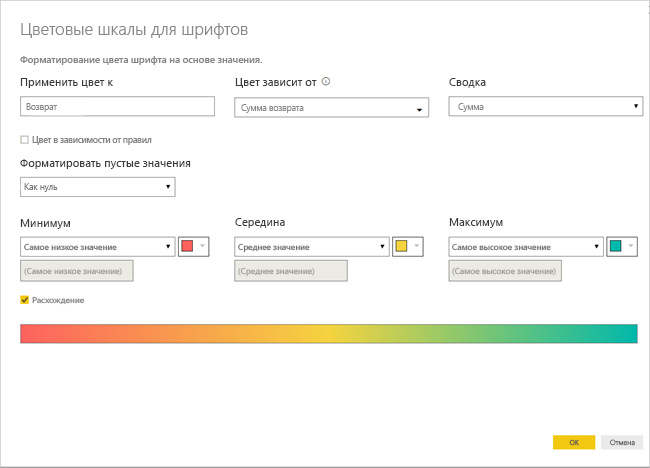 Цветовые шкалы для шрифтов
Форматирование цвета шрифта на основе значения.
Применить цвет к
Цвет зависит от
Сводка
Возврат
Сумма возврата
Сумма
Цвет в зависимости от правил
Форматировать пустые значения
Как нуль
Минимум
Середина
Максимум
Самое низкое значение
Среднее значение
Самое высокое значение
(Самое низкое значение)
(Среднее значение)
(Самое высокое значение)
Расхождение
ОК
Отмена